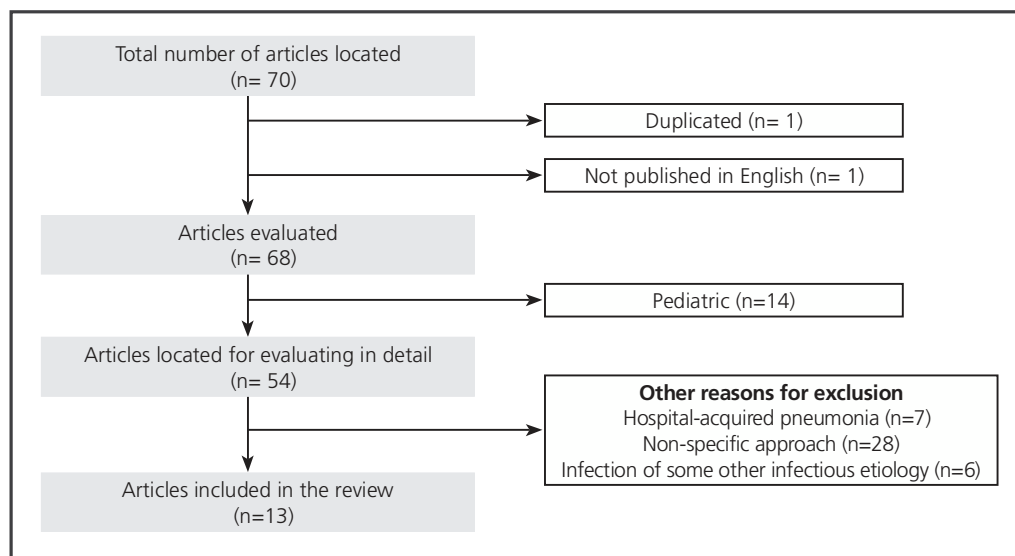 Total number of articles located
(n= 70)
Duplicated (n= 1)
Not published in English (n= 1)
Articles evaluated
(n= 68)
Pediatric (n=14)
Articles located for evaluating in detail
(n= 54)
Other reasons for exclusion
Hospital-acquired pneumonia (n=7)
Non-specific approach (n=28)
Infection of some other infectious etiology (n=6)
Articles included in the review
(n=13)